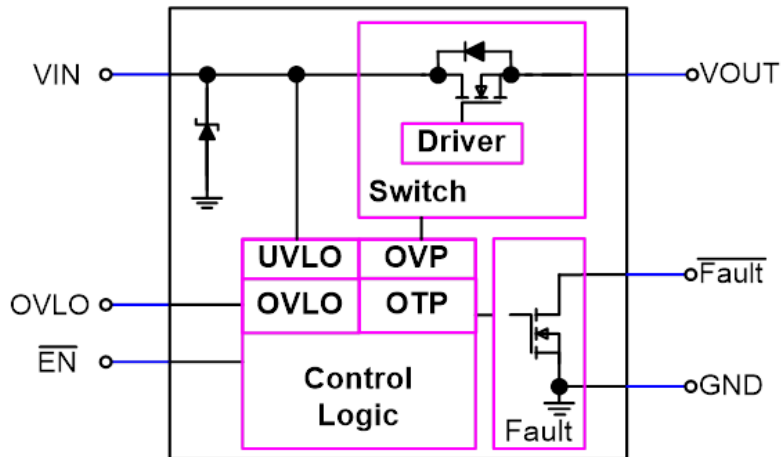 VIN
VOUT
Driver
Switch
UVLO
OVP
OVLO
OVLO
OTP
Fault
EN
Control
Logic
GND
Fault